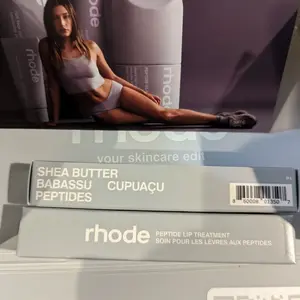 rhode
rhode
your skincare edit
SHEA BUTTER
BABASSU CUPUAÇU
PEPTIDES
rhode
PEPTIDE LIP TREATMENT
SOIN POUR LES LÈVRES AUX PEPTIDES